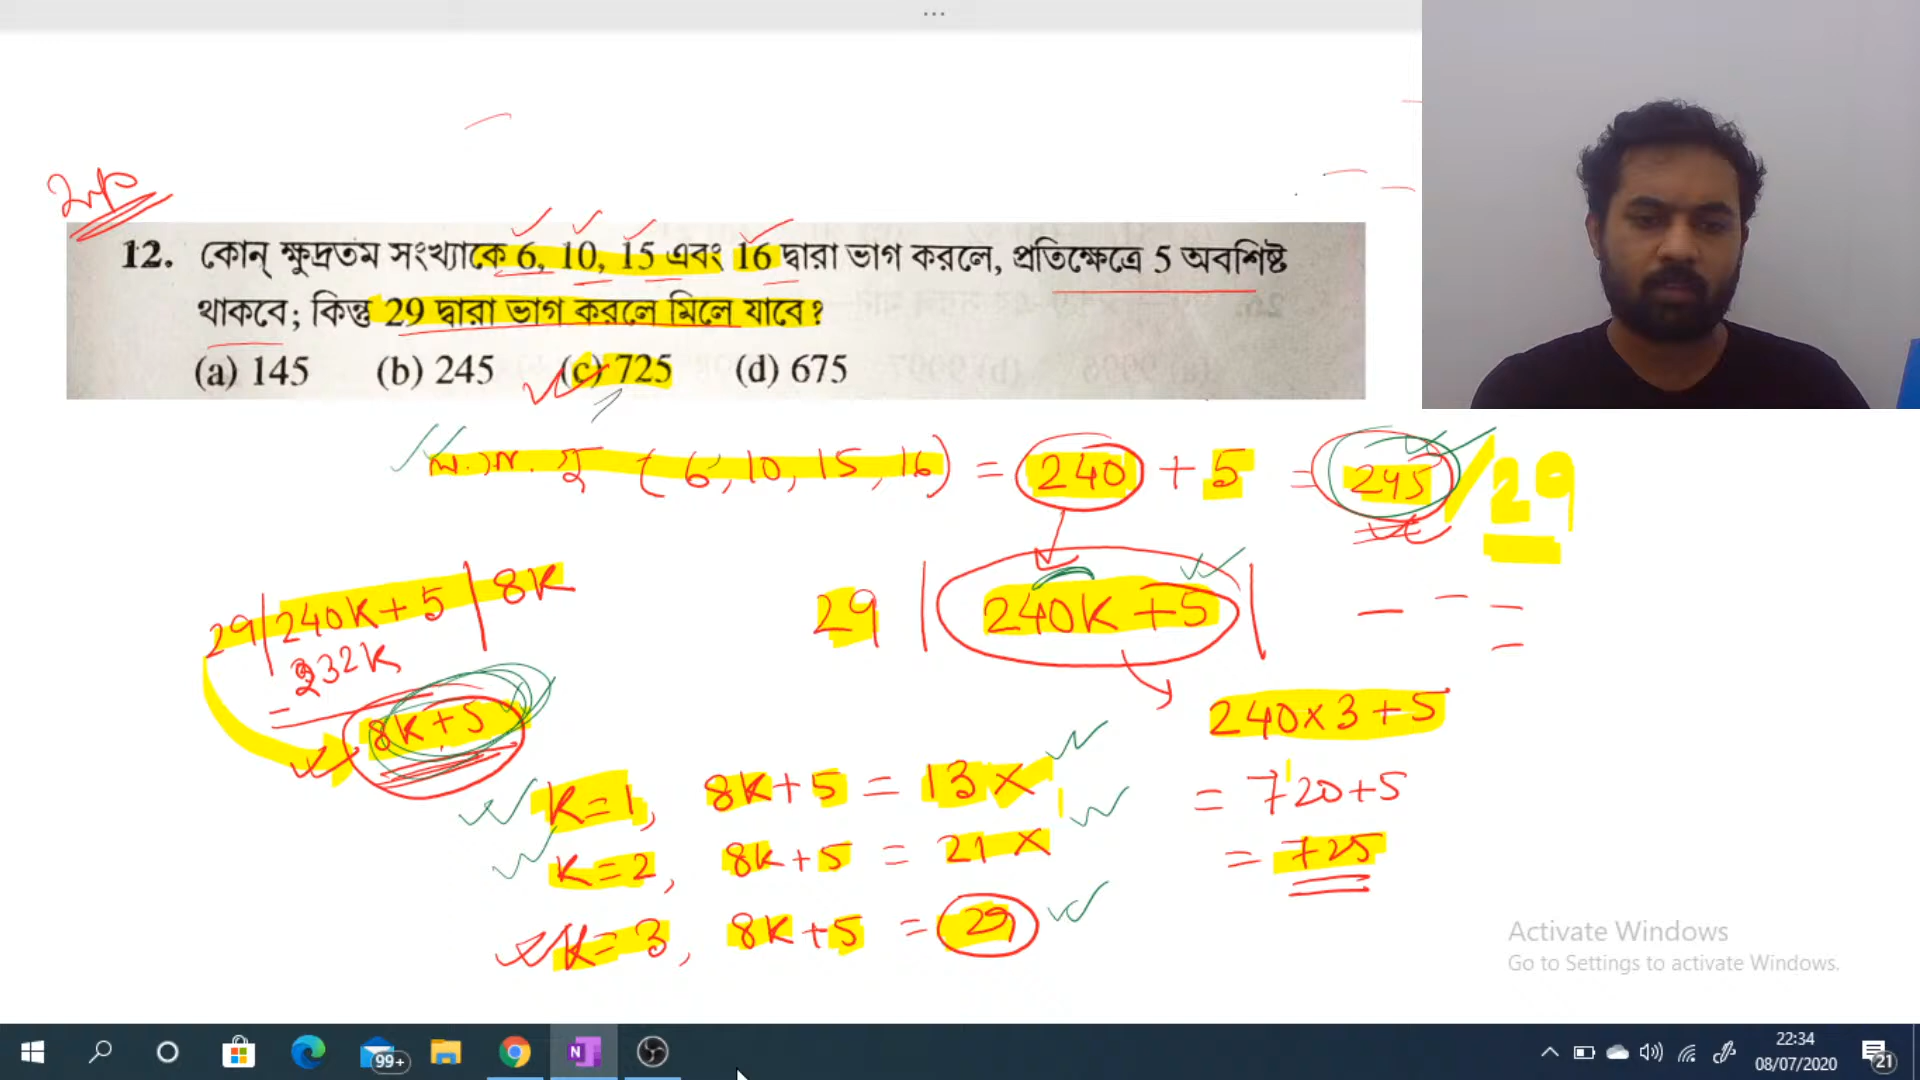 ...
Imp
12. কোন্ ক্ষুদ্রতম সংখ্যাকে 6, 10, 15 এবং 16 দ্বারা ভাগ করলে, প্রতিক্ষেত্রে 5 অবশিষ্ট
থাকবে; কিন্তু 29 দ্বারা ভাগ করলে মিলে যাবে?
(a) 145 (b) 245 (c) 725 (d) 675
ল. সা. গু (6, 10, 15, 16) = 240 + 5 = 245 / 29
29 | 240K + 5 | 8K
232K
8K + 5
29 | 240K + 5 |
240 x 3 + 5
= 720 + 5
= 725
K = 1, 8K + 5 = 13 x
K = 2, 8K + 5 = 21 x
K = 3, 8K + 5 = 29
Activate Windows
Go to Settings to activate Windows.
99+
22:34
08/07/2020
21